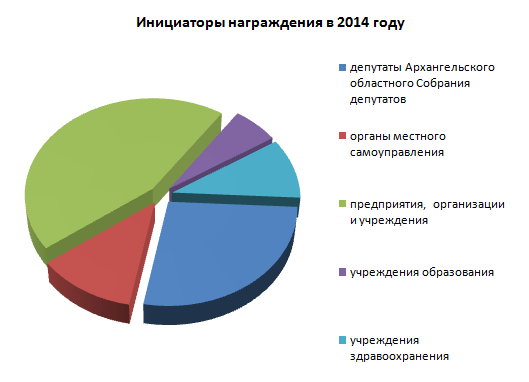 Инициаторы награждения в 2014 году
депутаты Архангельского
областного Собрания
депутатов
органы местного
самоуправления
предприятия, организации
и учреждения
учреждения образования
учреждения
здравоохранения